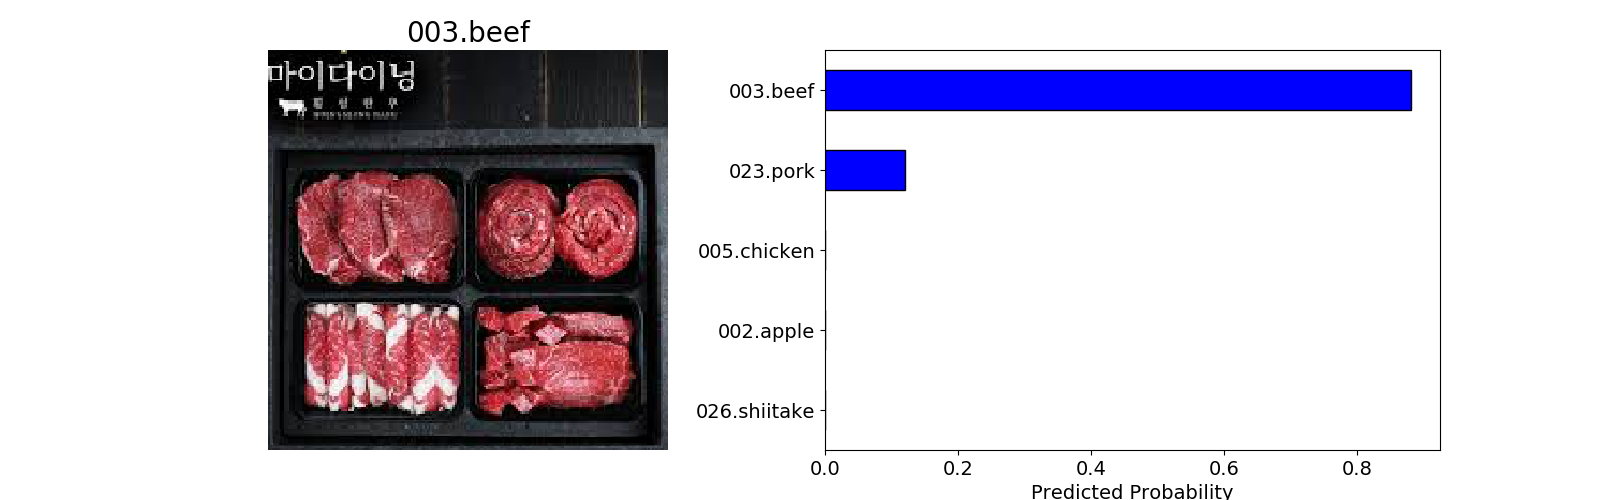 003.beef
마이다이닝
003.beef
023.pork
005.chicken
002.apple
026.shiitake
0.0 0.2 0.4 0.6 0.8
Predicted Probability